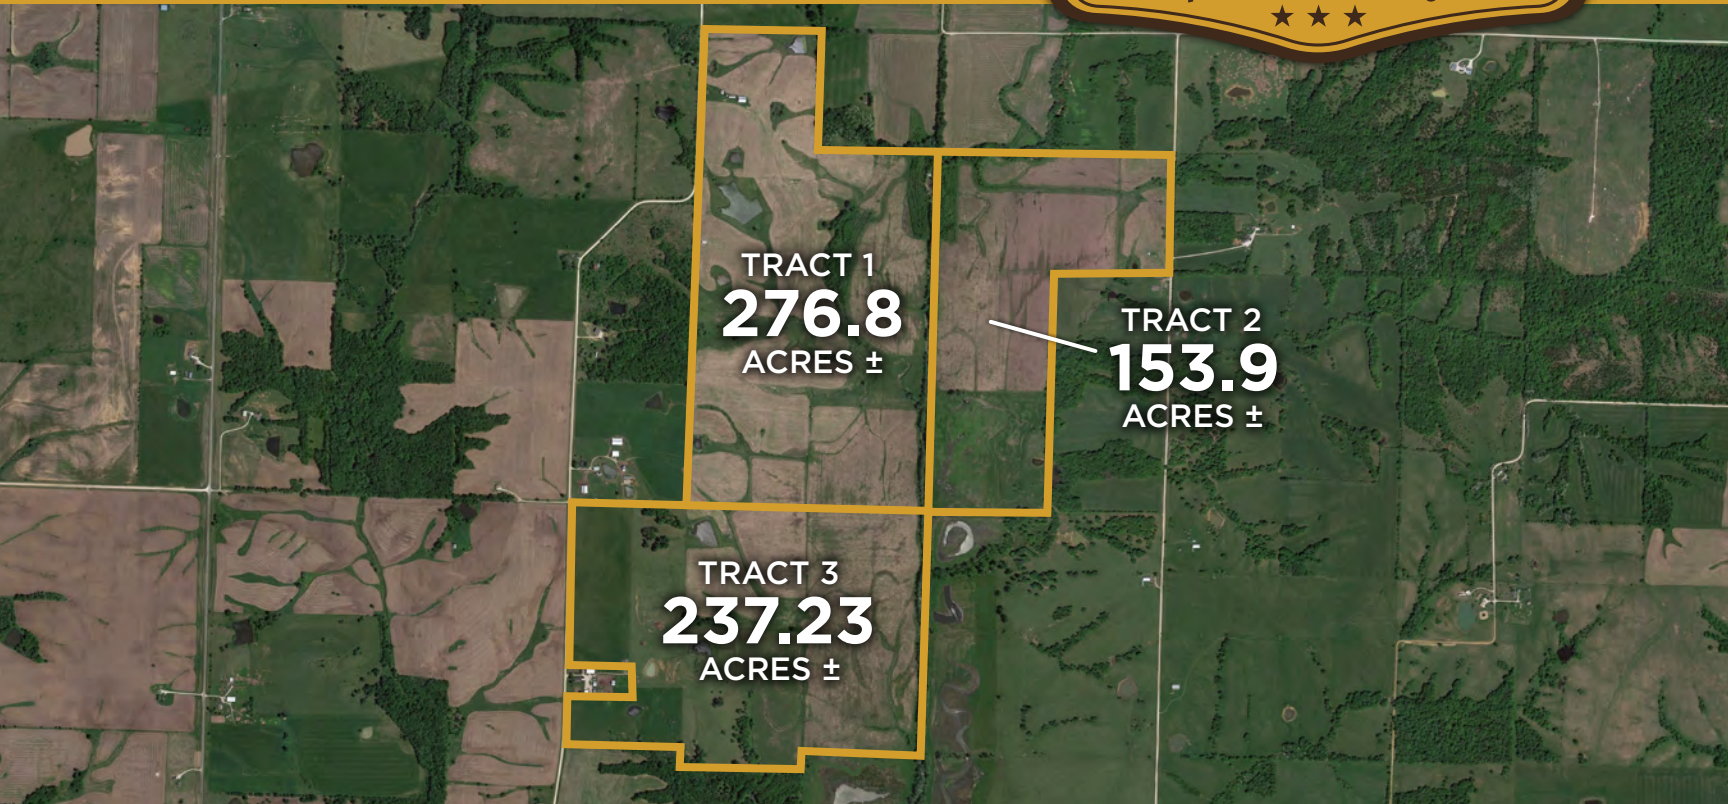 TRACT 1
276.8
ACRES ±
TRACT 2
153.9
ACRES ±
TRACT 3
237.23
ACRES ±